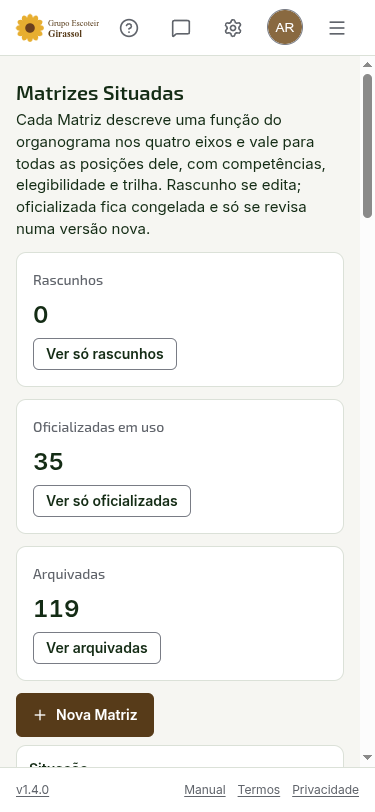 Grupo Escoteir
Girassol
AR
Matrizes Situadas
Cada Matriz descreve uma função do
organograma nos quatro eixos e vale para
todas as posições dele, com competências,
elegibilidade e trilha. Rascunho se edita;
oficializada fica congelada e só se revisa
numa versão nova.
Rascunhos
0
Ver só rascunhos
Oficializadas em uso
35
Ver só oficializadas
Arquivadas
119
Ver arquivadas
Nova Matriz
Situação
v1.4.0 Manual Termos Privacidade